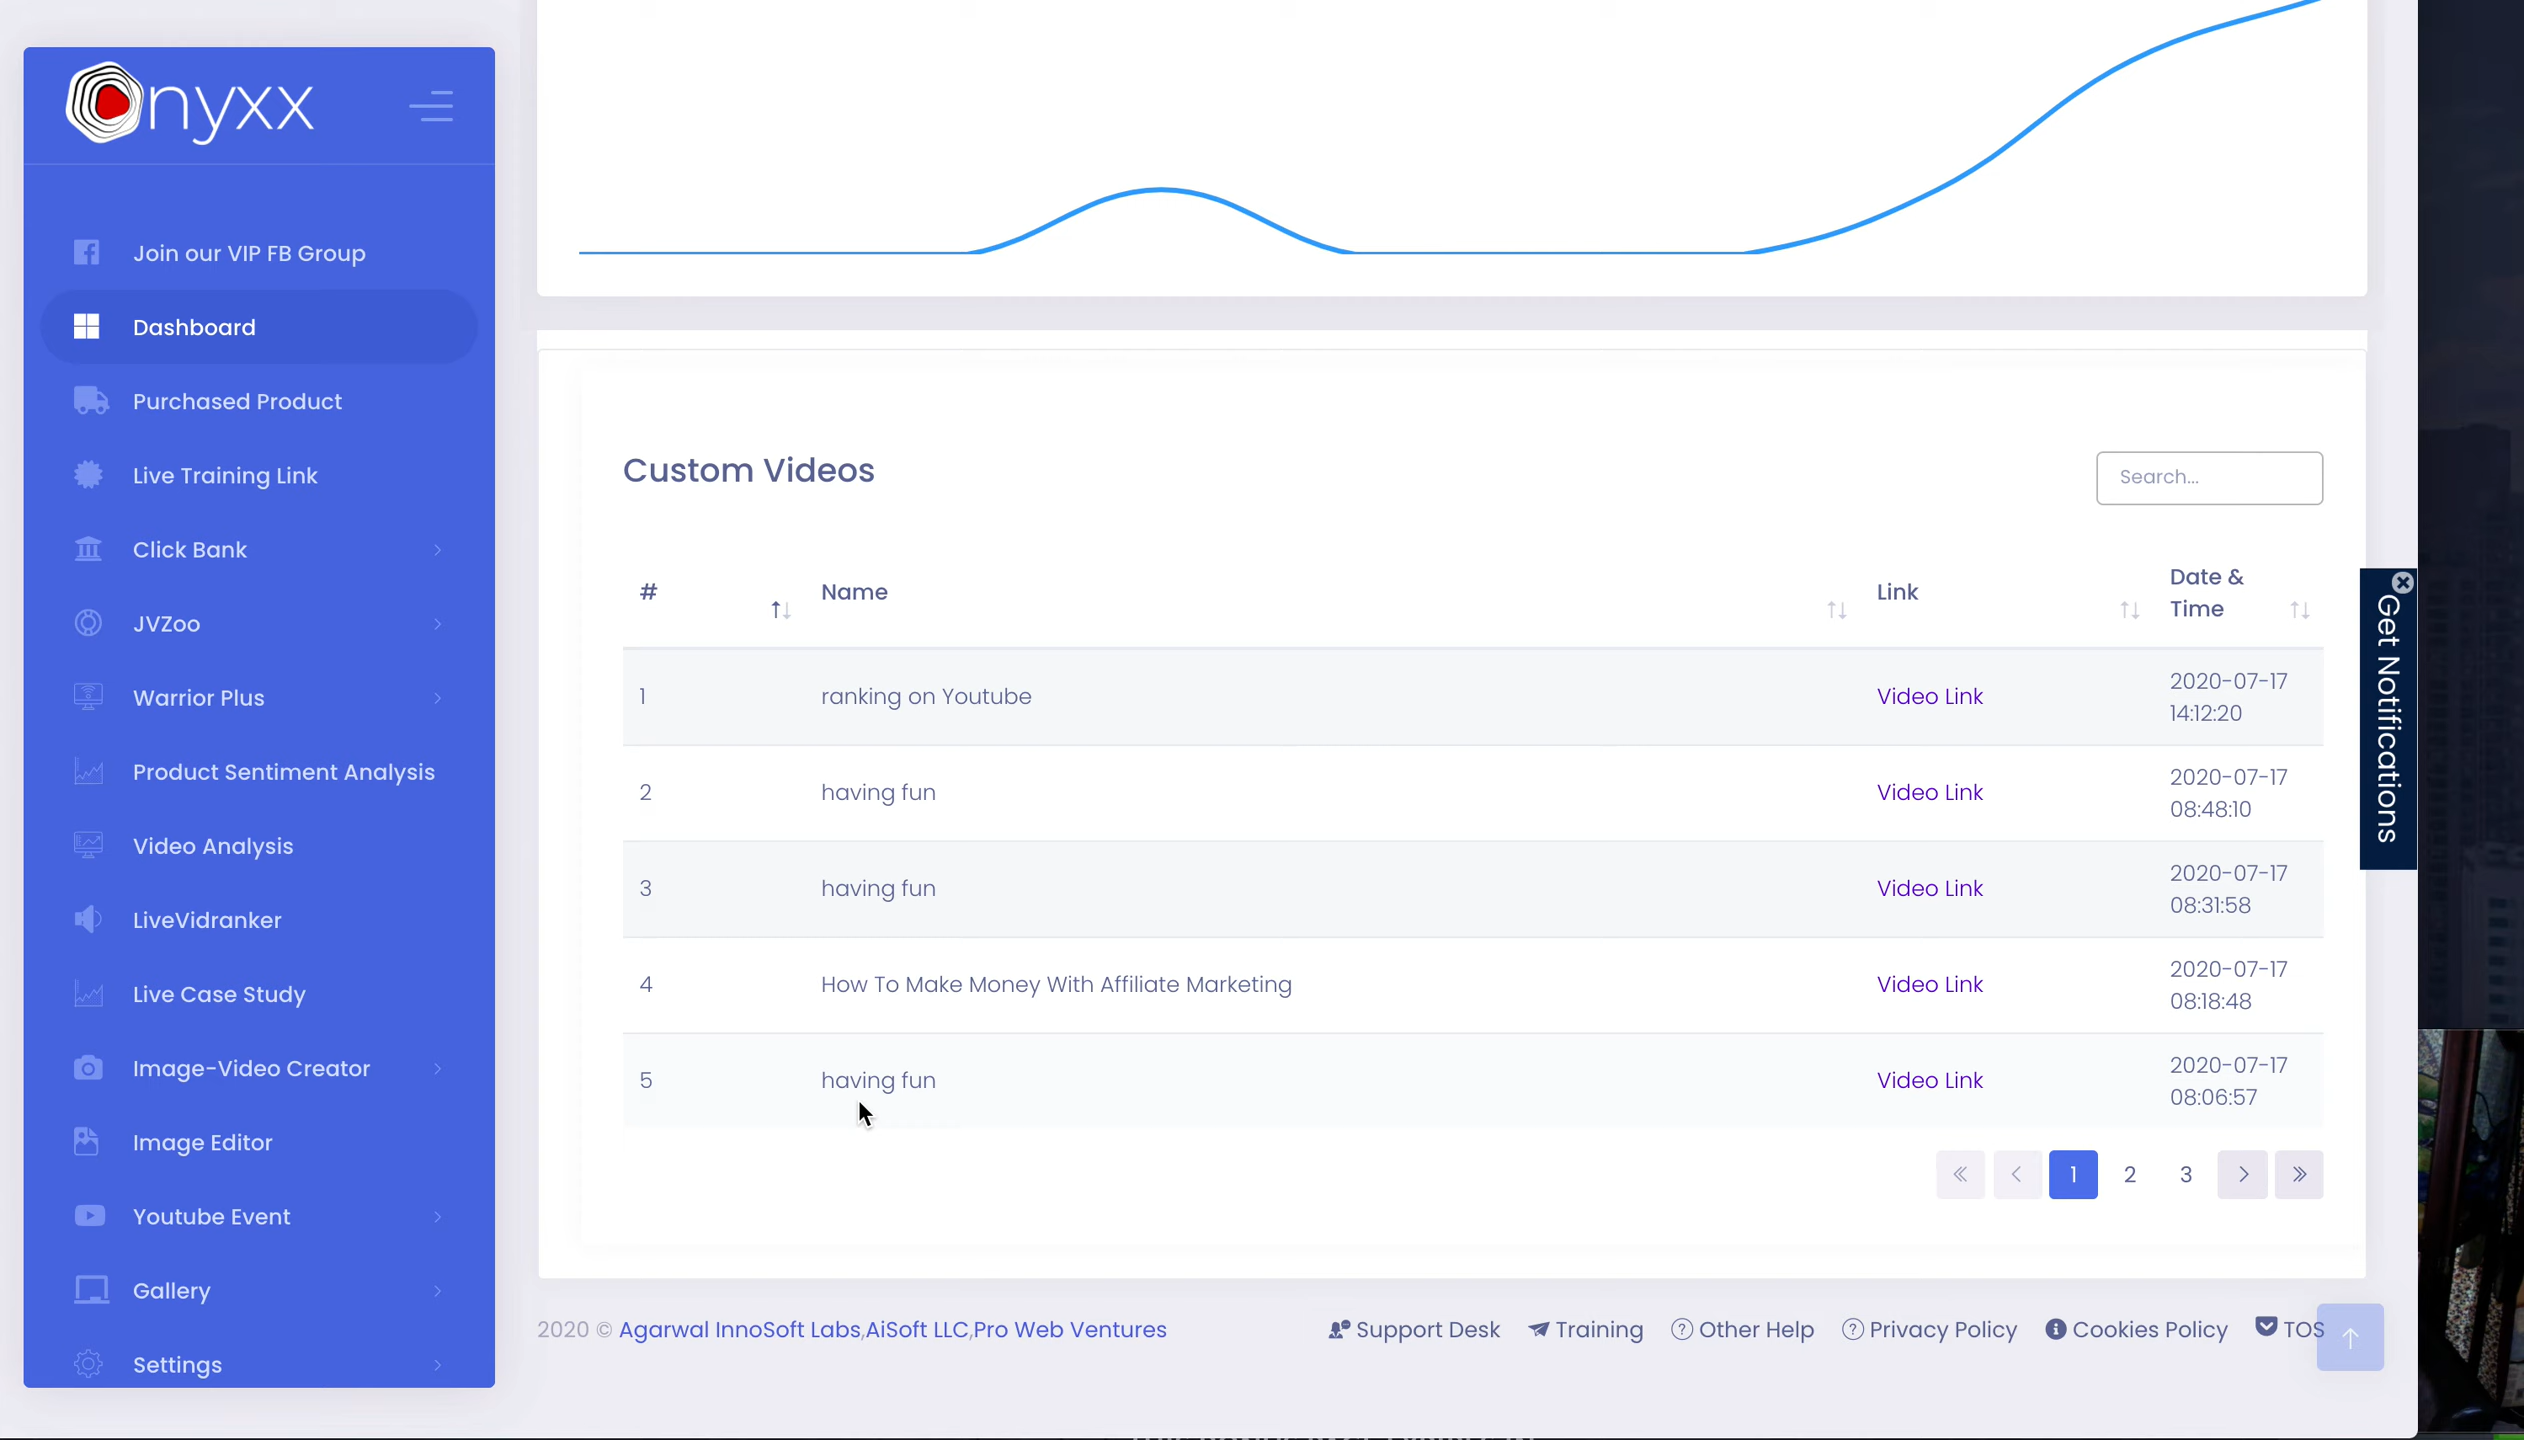 nyxx
Join our VIP FB Group
Dashboard
Purchased Product
Live Training Link
Click Bank
JVZoo
Warrior Plus
Product Sentiment Analysis
Video Analysis
LiveVidranker
Live Case Study
Image-Video Creator
Image Editor
Youtube Event
Gallery
Settings
Custom Videos
Search...
# Name Link Date &
Time
1 ranking on Youtube Video Link 2020-07-17
14:12:20
2 having fun Video Link 2020-07-17
08:48:10
3 having fun Video Link 2020-07-17
08:31:58
4 How To Make Money With Affiliate Marketing Video Link 2020-07-17
08:18:48
5 having fun Video Link 2020-07-17
08:06:57
« ‹ 1 2 3 › »
Get Notifications
2020 © Agarwal InnoSoft Labs,AiSoft LLC,Pro Web Ventures
Support Desk Training Other Help Privacy Policy Cookies Policy TOS